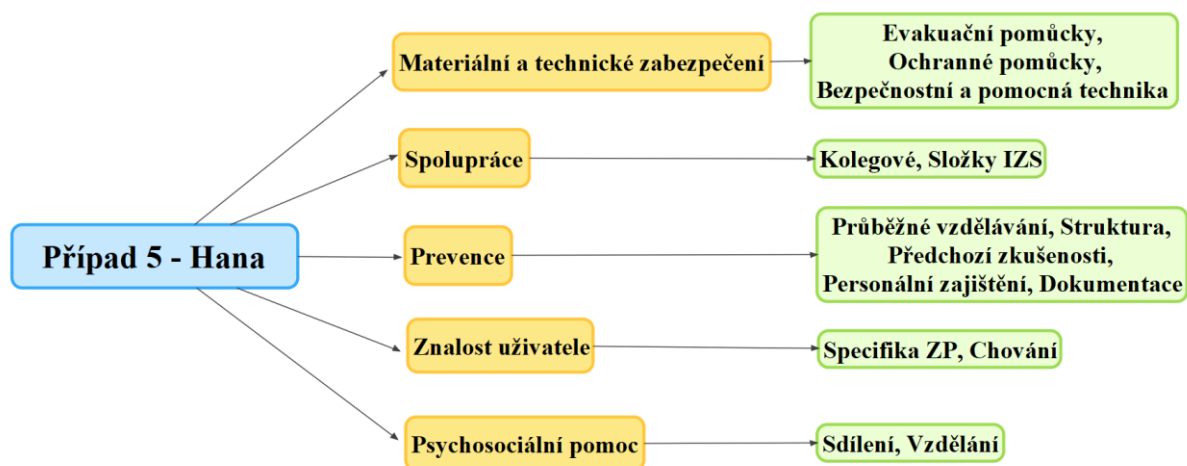 Případ 5 - Hana
Materiální a technické zabezpečení
Evakuační pomůcky,
Ochranné pomůcky,
Bezpečnostní a pomocná technika
Spolupráce
Kolegové, Složky IZS
Prevence
Průběžné vzdělávání, Struktura,
Předchozí zkušenosti,
Personální zajištění, Dokumentace
Znalost uživatele
Specifika ZP, Chování
Psychosociální pomoc
Sdílení, Vzdělání